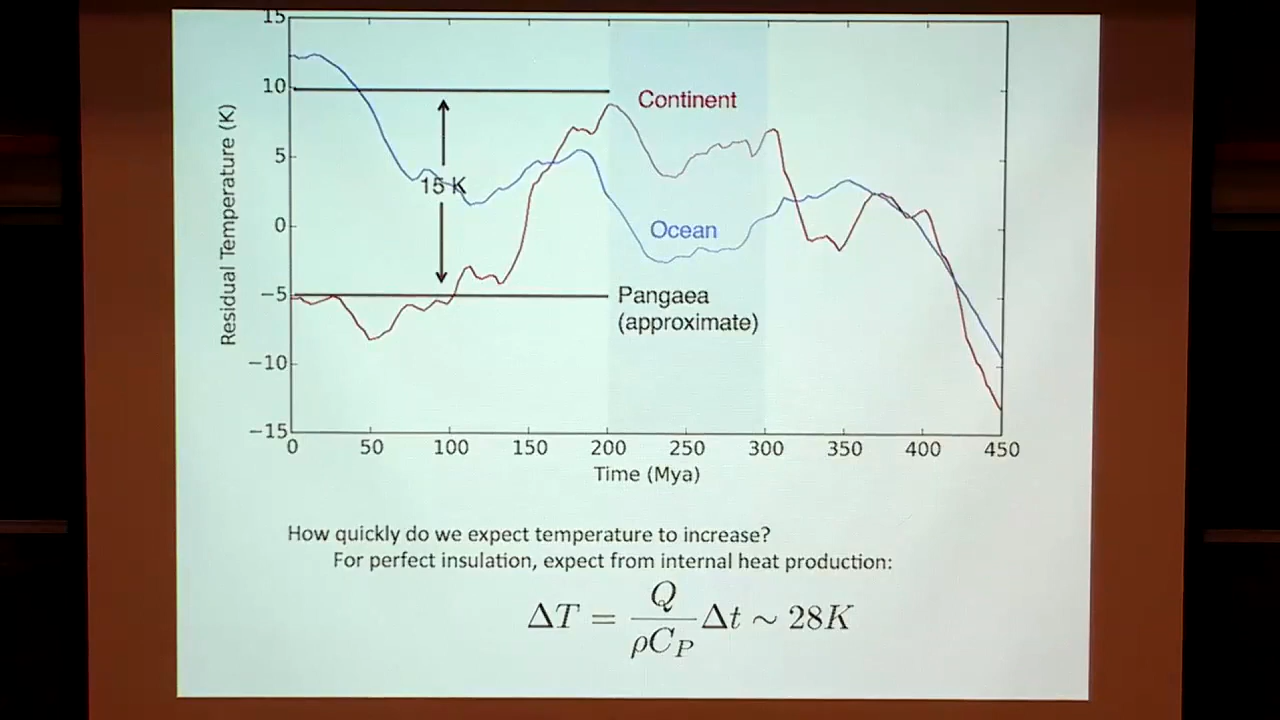 15
10
5
0
−5
−10
−15
Residual Temperature (K)
Continent
15 K
Ocean
Pangaea
(approximate)
0 50 100 150 200 250 300 350 400 450
Time (Mya)
How quickly do we expect temperature to increase?
For perfect insulation, expect from internal heat production:
ΔT = Q/ρC_P Δt ∼ 28K